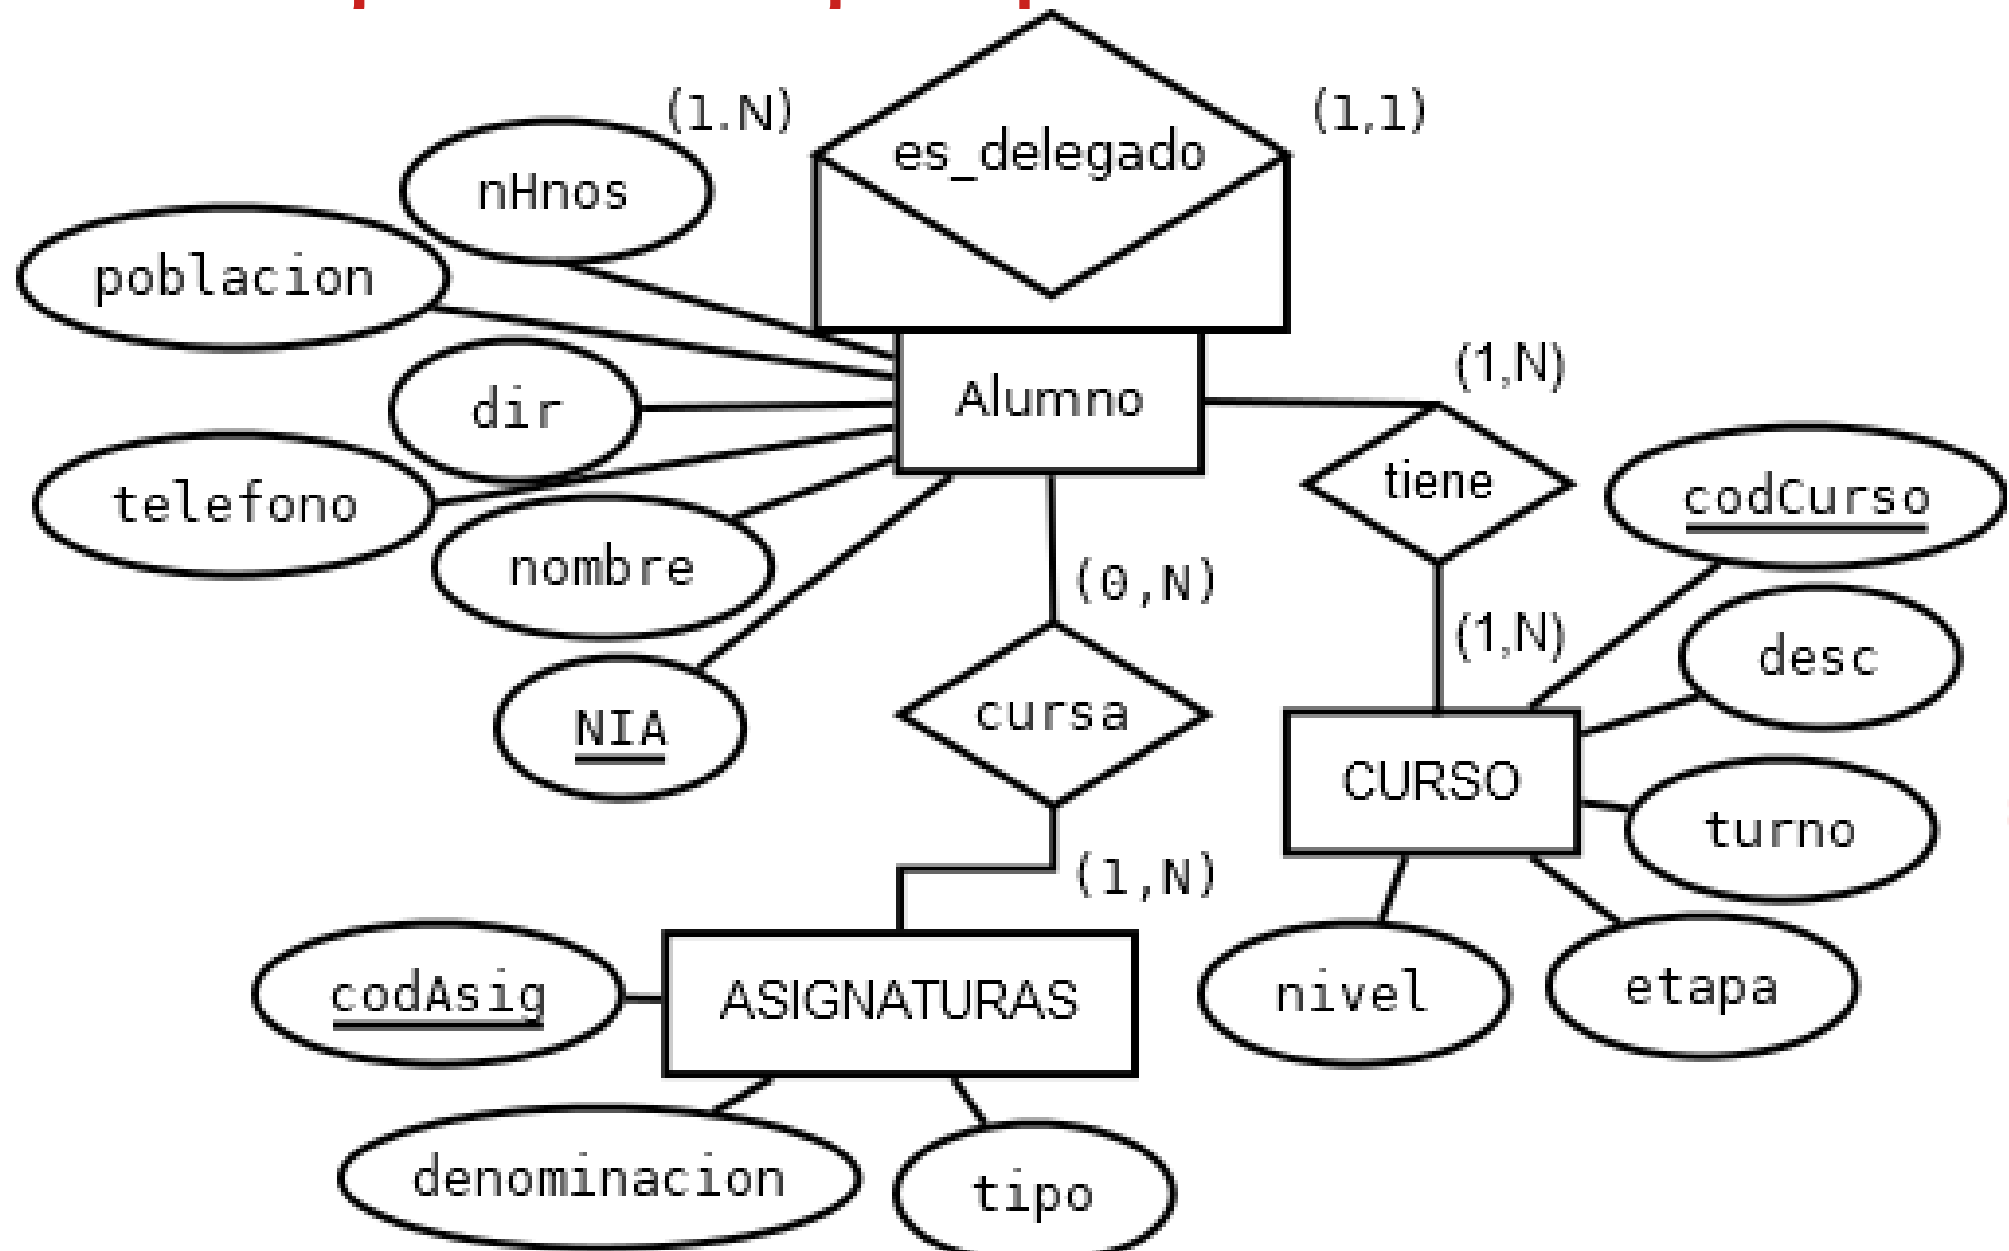 (1.N)
(1,1)
es_delegado
nHnos
poblacion
Alumno
(1,N)
dir
tiene
telefono
codCurso
nombre
(0,N)
(1,N)
desc
NIA
cursa
CURSO
turno
(1,N)
codAsig
ASIGNATURAS
nivel
etapa
denominacion
tipo